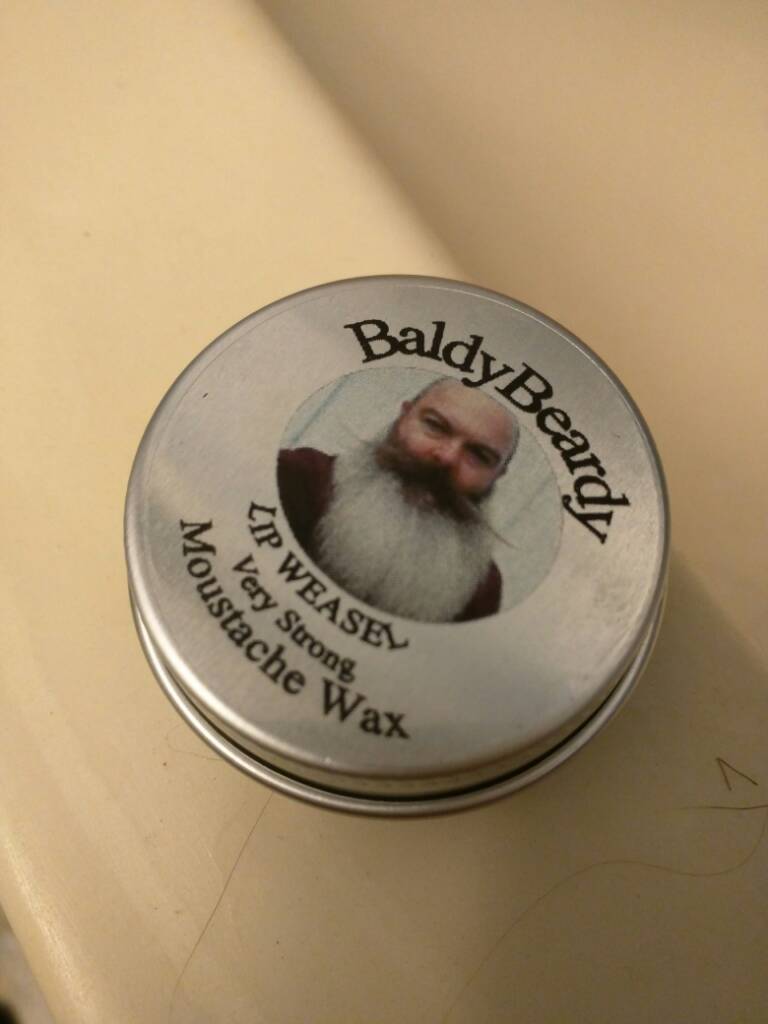 BaldyBeardy
LIP WEASEL
Very Strong
Moustache Wax